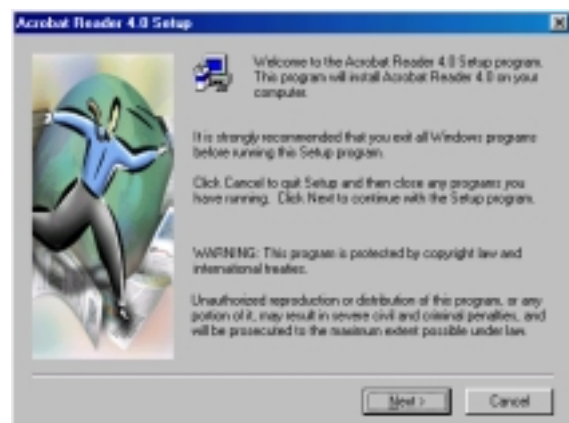 Acrobat Reader 4.0 Setup
Welcome to the Acrobat Reader 4.0 Setup program.
This program will install Acrobat Reader 4.0 on your
computer.
It is strongly recommended that you exit all Windows programs
before running this Setup program.
Click Cancel to quit Setup and then close any programs you
have running. Click Next to continue with the Setup program.
WARNING: This program is protected by copyright law and
international treaties.
Unauthorized reproduction or distribution of this program, or any
portion of it, may result in severe civil and criminal penalties, and
will be prosecuted to the maximum extent possible under law.
Next >
Cancel